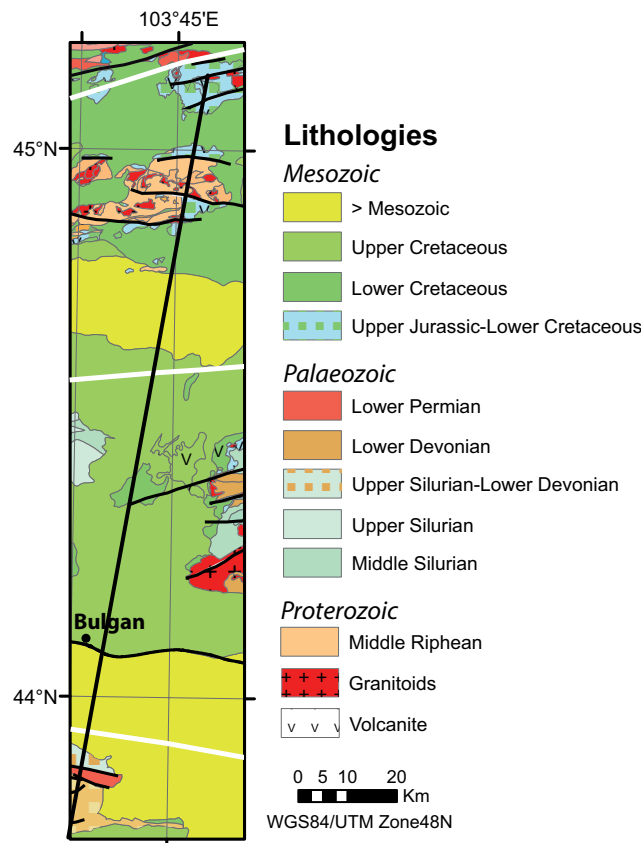 103°45'E
45°N
Bulgan
44°N
Lithologies
Mesozoic
> Mesozoic
Upper Cretaceous
Lower Cretaceous
Upper Jurassic-Lower Cretaceous
Palaeozoic
Lower Permian
Lower Devonian
Upper Silurian-Lower Devonian
Upper Silurian
Middle Silurian
Proterozoic
Middle Riphean
Granitoids
Volcanite
0 5 10 20
Km
WGS84/UTM Zone48N